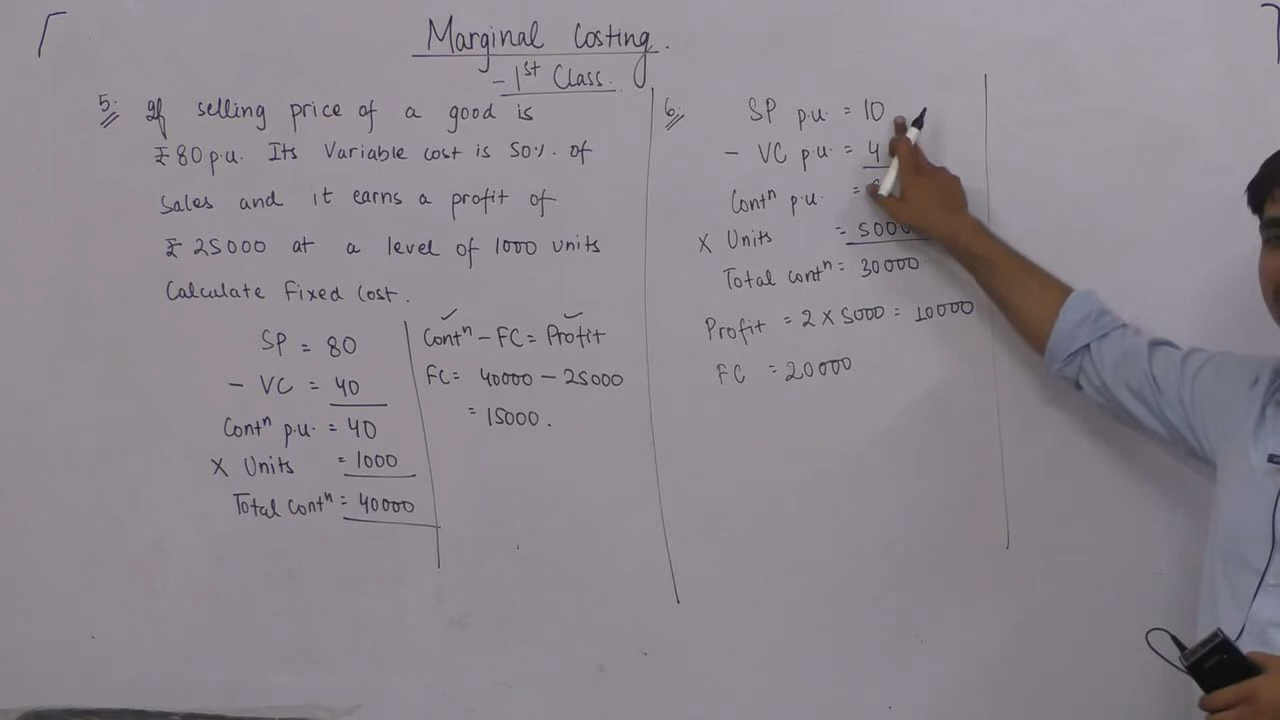 Marginal Costing.
- 1st Class.
5:
If selling price of a good is
₹80 p.u. Its Variable cost is 50%. of
Sales and it earns a profit of
₹ 25000 at a level of 1000 units
Calculate Fixed Cost.
SP = 80
- VC = 40
Contn p.u. = 40
X Units = 1000
Total contn = 40000
Contn - FC = Profit
FC = 40000 - 25000
= 15000.
6:
SP p.u. = 10
- VC p.u. = 4
Contn p.u. =
X Units = 5000
Total contn = 30000
Profit = 2 X 5000 = 10000
FC = 20000